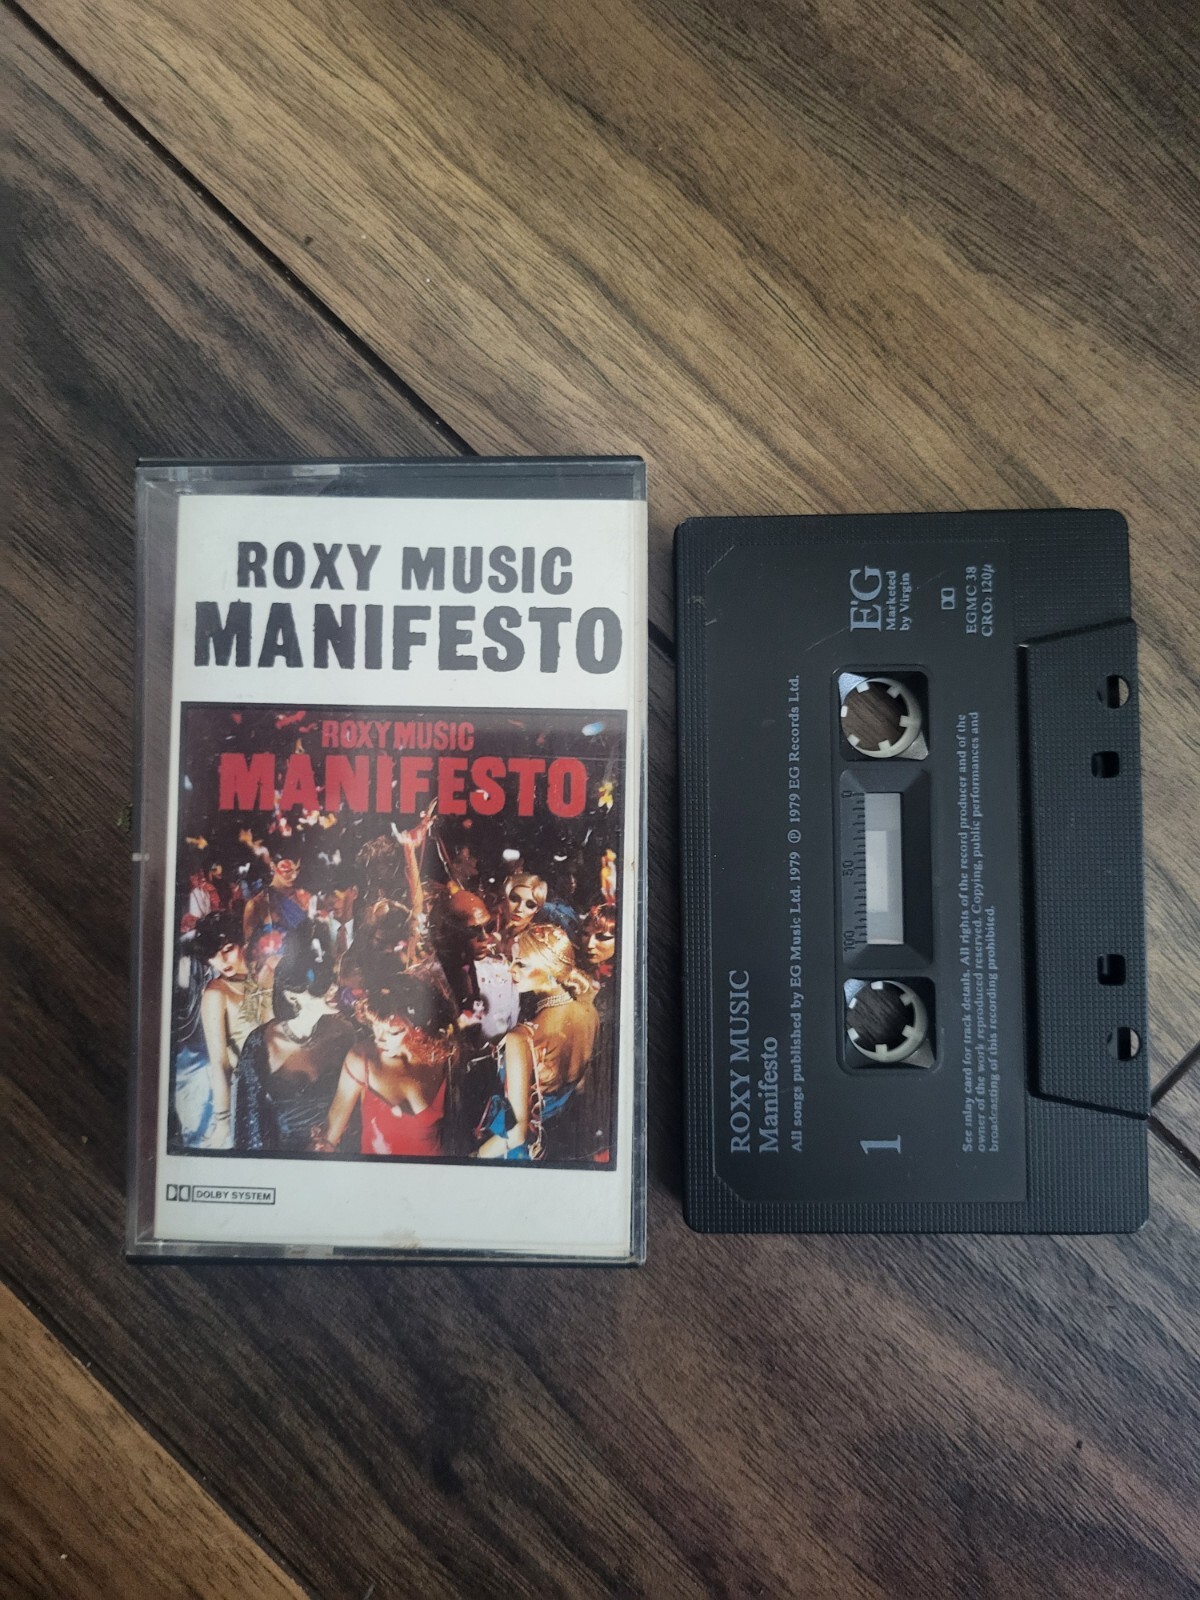 ROXY MUSIC
MANIFESTO
ROXY MUSIC
MANIFESTO
DOLBY SYSTEM
ROXY MUSIC
Manifesto
All songs published by EG Music Ltd. 1979 ℗ 1979 EG Records Ltd.
1
100 50 0
E'G
Marketed
by Virgin
EGMC 38
CRO2 120µ
See inlay card for track details. All rights of the record producer and of the
owner of the work reproduced reserved. Copying, public performances and
broadcasting of this recording prohibited.